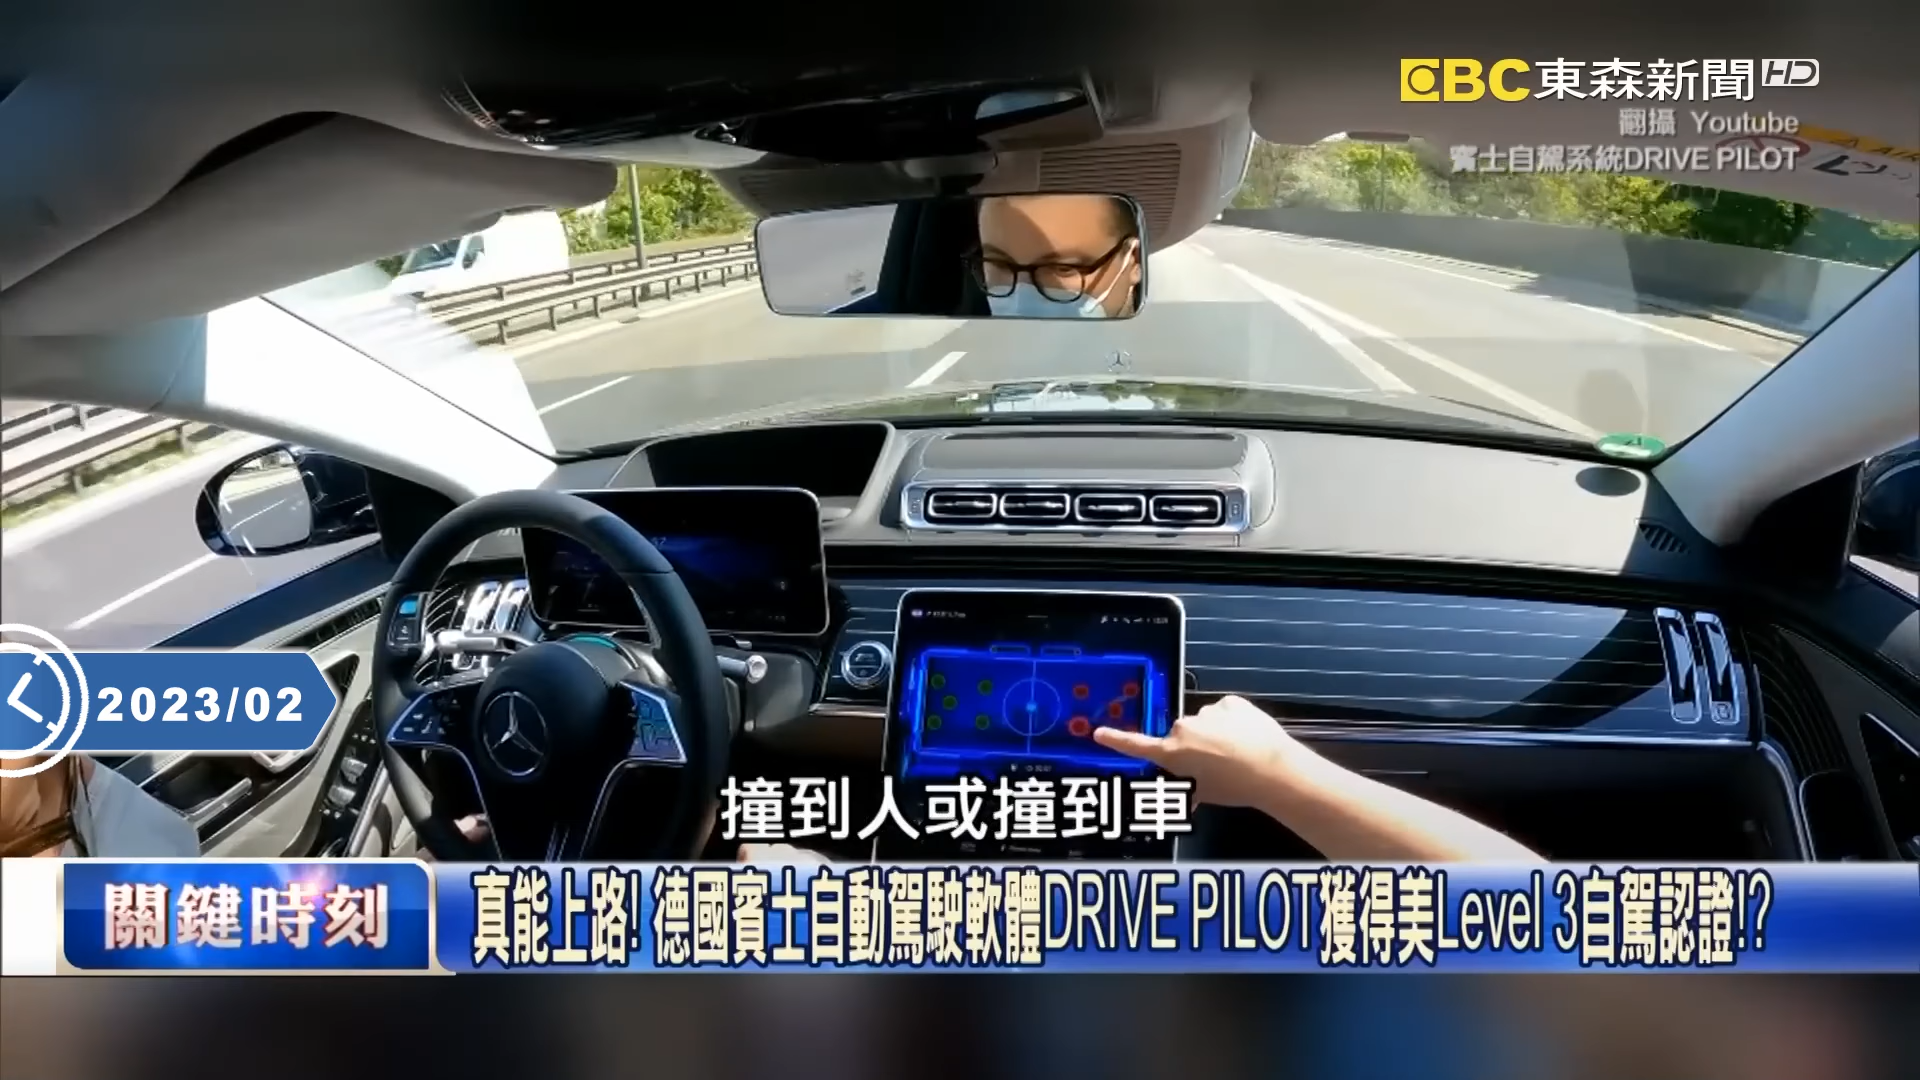 EBC東森新聞HD
翻攝 Youtube
賓士自駕系統DRIVE PILOT
2023/02
撞到人或撞到車
關鍵時刻
真能上路! 德國賓士自動駕駛軟體DRIVE PILOT獲得美Level 3自駕認證!?